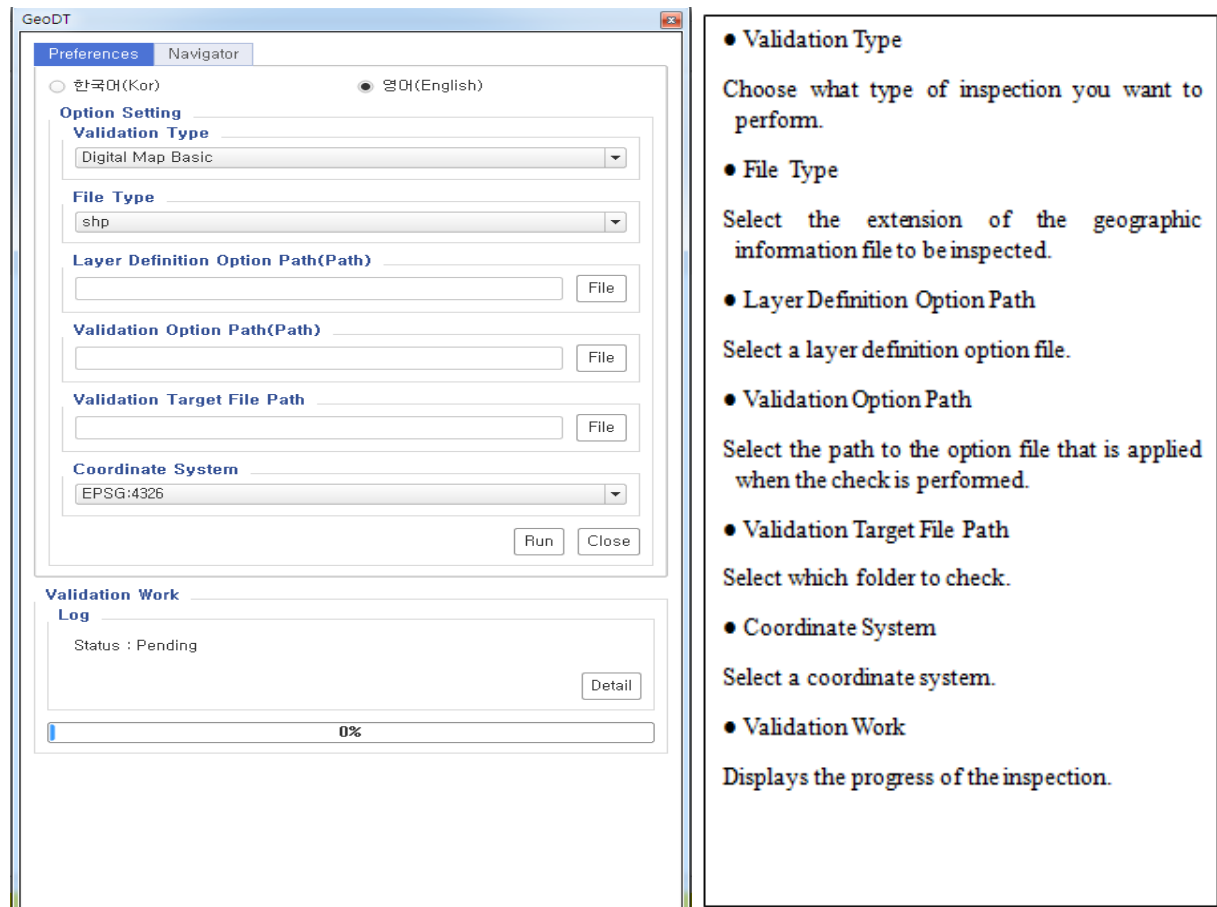 GeoDT
Preferences Navigator
한국어(Kor) 영어(English)
Option Setting
Validation Type
Digital Map Basic
File Type
shp
Layer Definition Option Path(Path)
File
Validation Option Path(Path)
File
Validation Target File Path
File
Coordinate System
EPSG:4326
Run Close
Validation Work
Log
Status : Pending
Detail
0%
● Validation Type
Choose what type of inspection you want to
perform.
● File Type
Select the extension of the geographic
information file to be inspected.
● Layer Definition Option Path
Select a layer definition option file.
● Validation Option Path
Select the path to the option file that is applied
when the check is performed.
● Validation Target File Path
Select which folder to check.
● Coordinate System
Select a coordinate system.
● Validation Work
Displays the progress of the inspection.